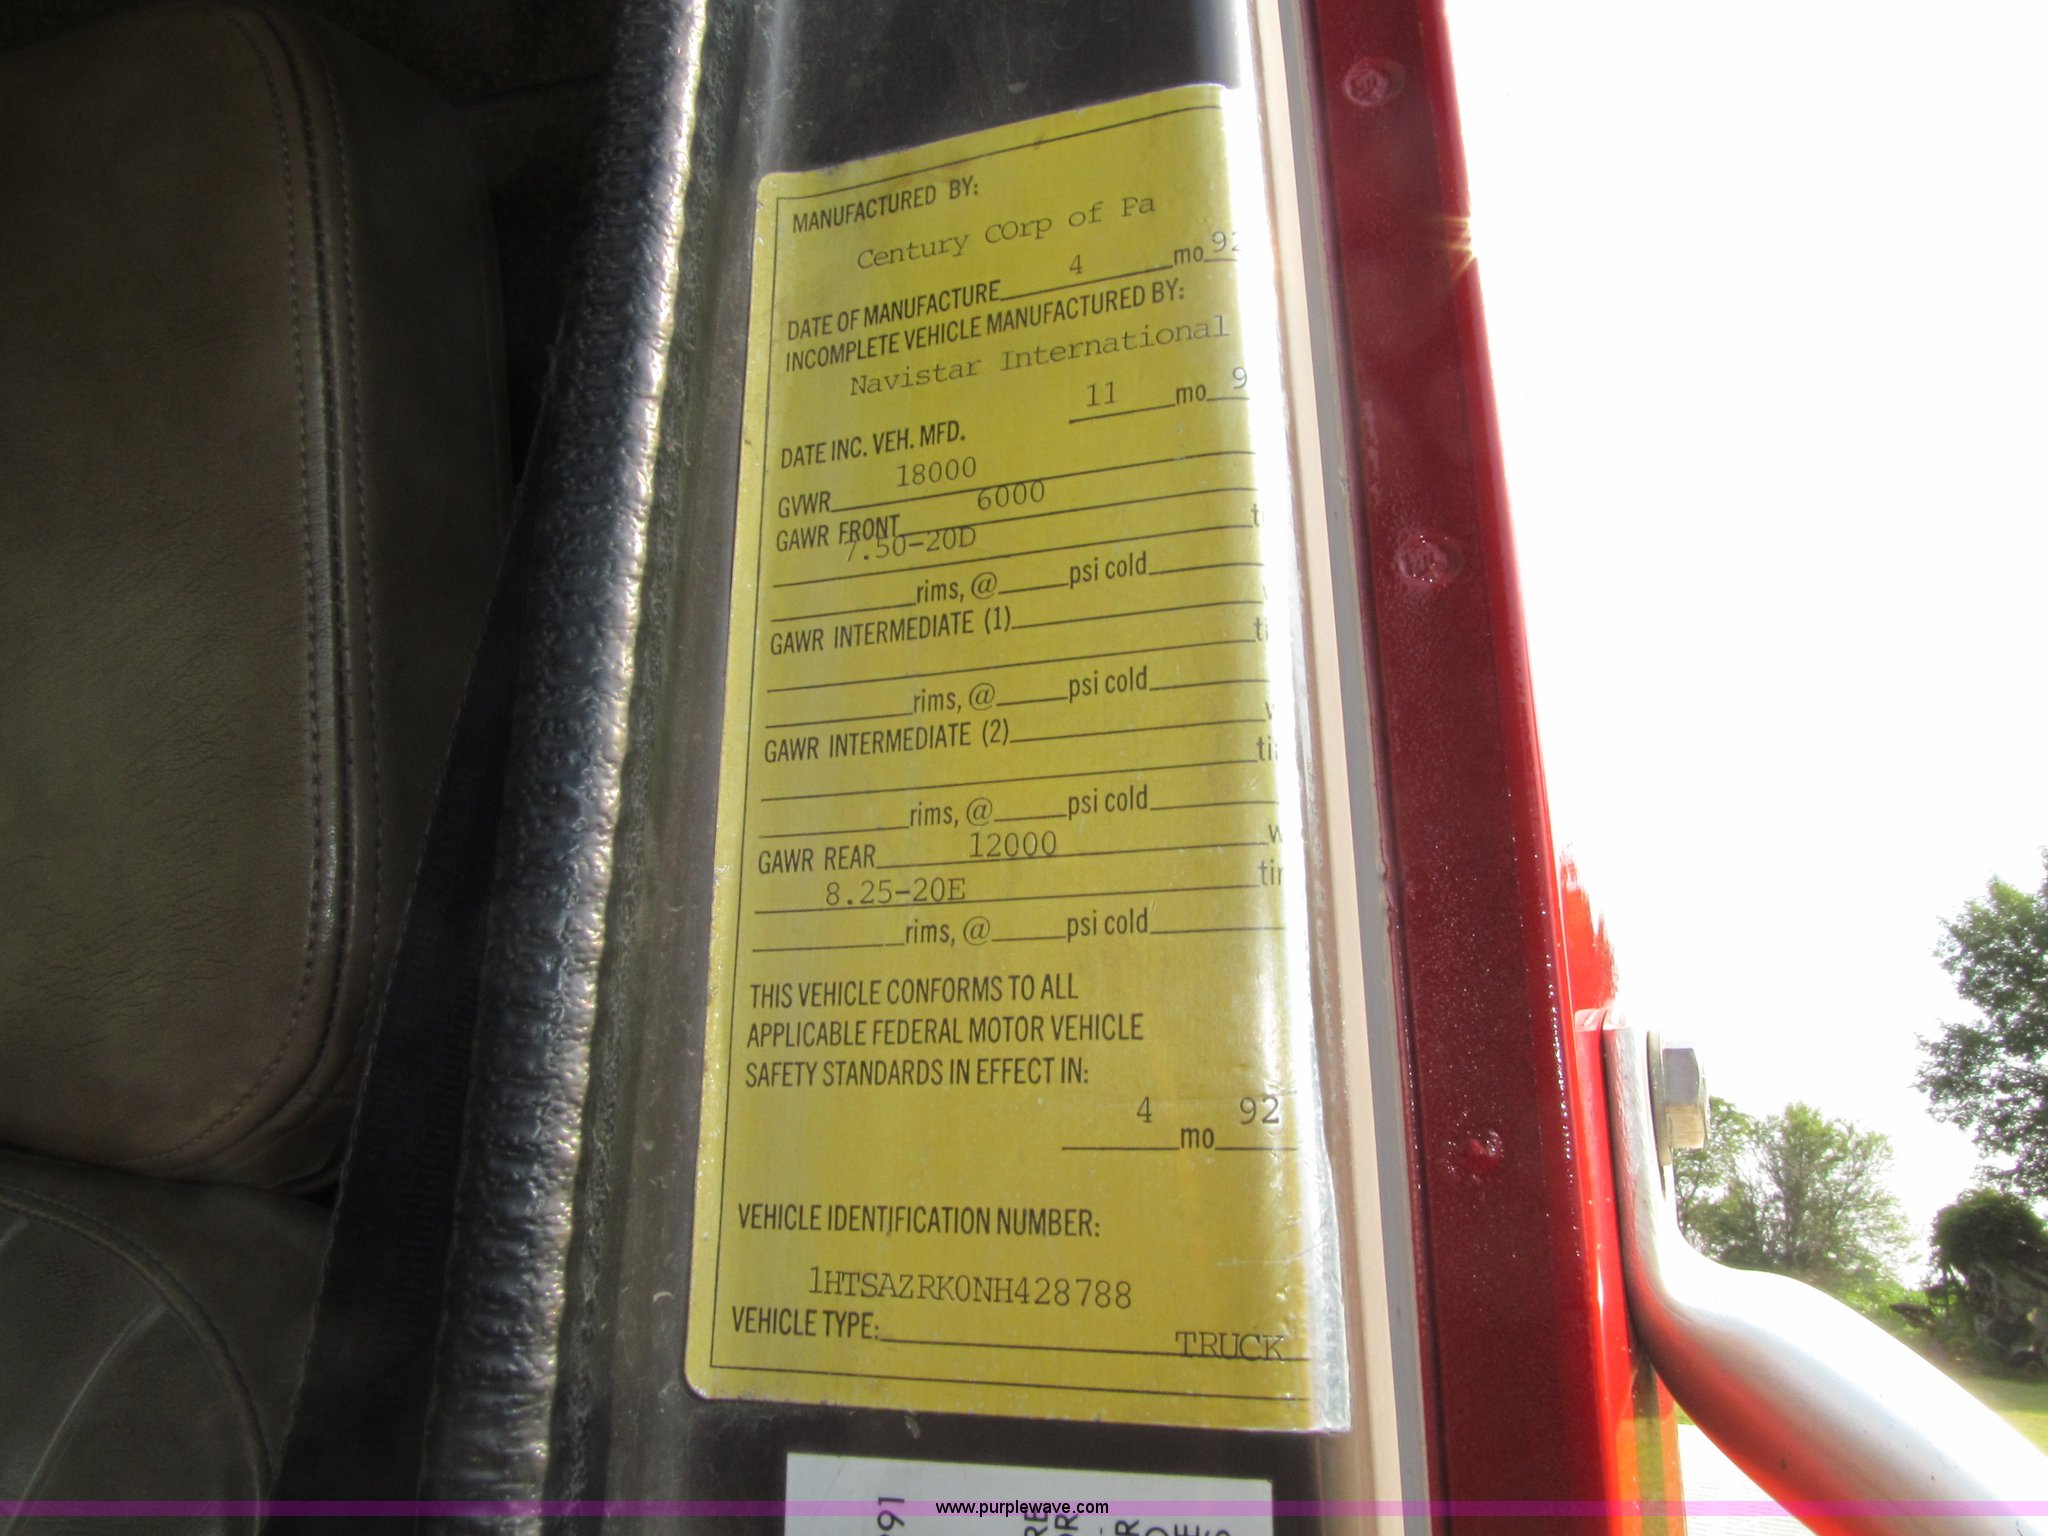 MANUFACTURED BY:
Century COrp of Pa
DATE OF MANUFACTURE 4 mo 92
INCOMPLETE VEHICLE MANUFACTURED BY:
Navistar International
11 mo 9
DATE INC. VEH. MFD.
GVWR 18000
GAWR FRONT 6000
7.50-20D
rims, @ psi cold
GAWR INTERMEDIATE (1)
rims, @ psi cold
GAWR INTERMEDIATE (2)
rims, @ psi cold
GAWR REAR 12000
8.25-20E
rims, @ psi cold
THIS VEHICLE CONFORMS TO ALL
APPLICABLE FEDERAL MOTOR VEHICLE
SAFETY STANDARDS IN EFFECT IN:
4 mo 92
VEHICLE IDENTIFICATION NUMBER:
1HTSAZRK0NH428788
VEHICLE TYPE: TRUCK
www.purplewave.com